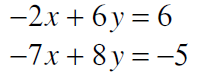 −2x + 6y = 6
−7x + 8y = −5